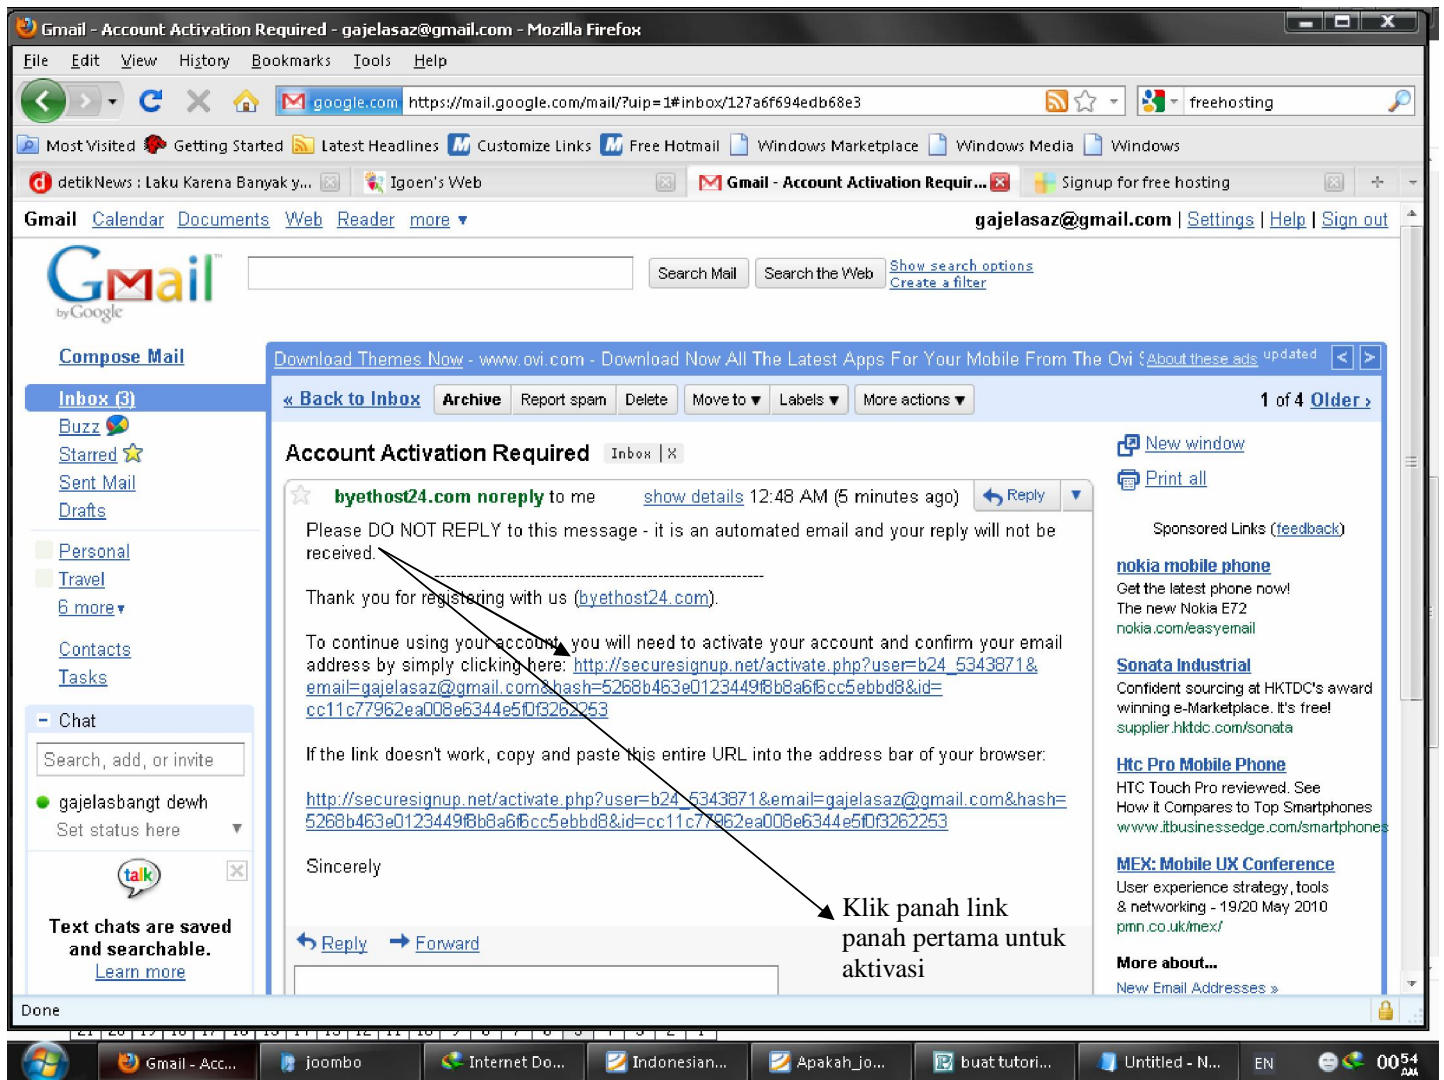 Gmail - Account Activation Required - gajelasaz@gmail.com - Mozilla Firefox
File Edit View History Bookmarks Tools Help
google.com https://mail.google.com/mail/?uip=1#inbox/127a6f694edb68e3 freehosting
Most Visited Getting Started Latest Headlines Customize Links Free Hotmail Windows Marketplace Windows Media Windows
detikNews : Laku Karena Banyak y... Igoen's Web Gmail - Account Activation Requir... Signup for free hosting
Gmail Calendar Documents Web Reader more ▼ gajelasaz@gmail.com | Settings | Help | Sign out
Gmail™
by Google
Search Mail Search the Web Show search options
Create a filter
Compose Mail
Inbox (3)
Buzz
Starred
Sent Mail
Drafts
Personal
Travel
6 more ▼
Contacts
Tasks
− Chat
Search, add, or invite
gajelasbangt dewh
Set status here ▼
talk
Text chats are saved
and searchable.
Learn more
Download Themes Now - www.ovi.com - Download Now All The Latest Apps For Your Mobile From The Ovi About these ads updated < >
« Back to Inbox Archive Report spam Delete Move to ▼ Labels ▼ More actions ▼ 1 of 4 Older ›
Account Activation Required Inbox | X
byethost24.com noreply to me show details 12:48 AM (5 minutes ago) Reply ▼
Please DO NOT REPLY to this message - it is an automated email and your reply will not be
received.
------------------------------------------------------------
Thank you for registering with us (byethost24.com).
To continue using your account, you will need to activate your account and confirm your email
address by simply clicking here: http://securesignup.net/activate.php?user=b24_5343871&
email=gajelasaz@gmail.com&hash=5268b463e0123449f8b8a6f6cc5ebbd8&id=
cc11c77962ea008e6344e5f0f3262253
If the link doesn't work, copy and paste this entire URL into the address bar of your browser:
http://securesignup.net/activate.php?user=b24_5343871&email=gajelasaz@gmail.com&hash=
5268b463e0123449f8b8a6f6cc5ebbd8&id=cc11c77962ea008e6344e5f0f3262253
Sincerely
Reply Forward
Klik panah link
panah pertama untuk
aktivasi
New window
Print all
Sponsored Links (feedback)
nokia mobile phone
Get the latest phone now!
The new Nokia E72
nokia.com/easyemail
Sonata Industrial
Confident sourcing at HKTDC's award
winning e-Marketplace. It's free!
supplier.hktdc.com/sonata
Htc Pro Mobile Phone
HTC Touch Pro reviewed. See
How it Compares to Top Smartphones
www.itbusinessedge.com/smartphones
MEX: Mobile UX Conference
User experience strategy, tools
& networking - 19/20 May 2010
pmn.co.uk/mex/
More about...
New Email Addresses »
Done
Gmail - Acc... joombo Internet Do... Indonesian... Apakah_jo... buat tutori... Untitled - N... EN 00 54 AM